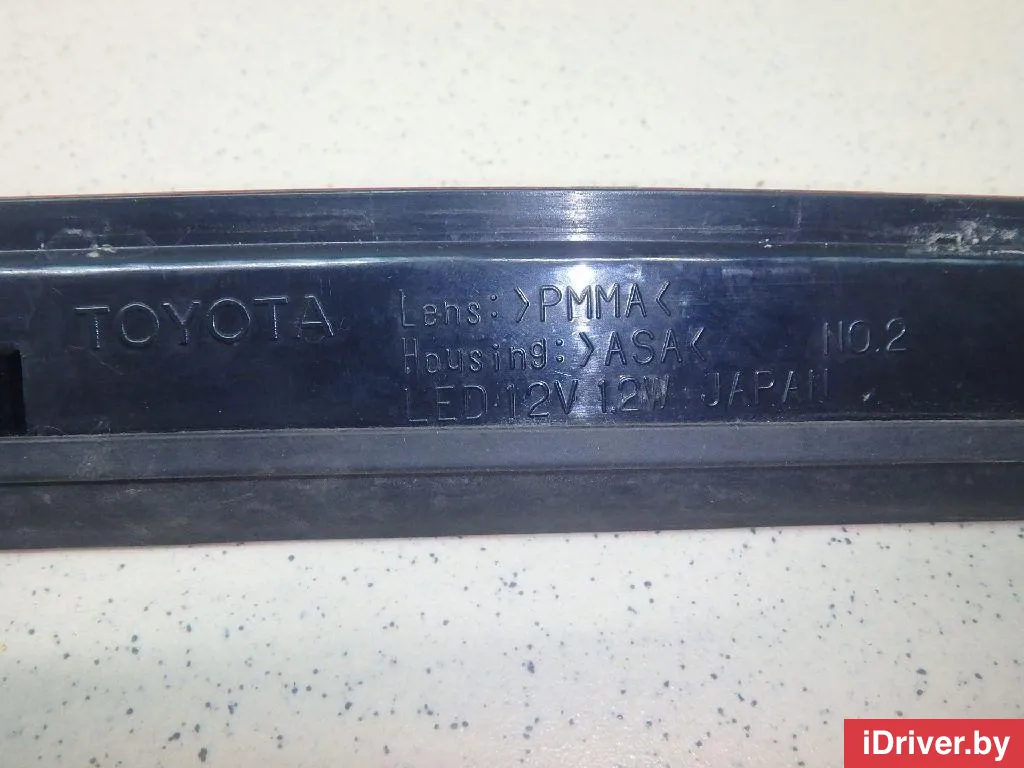 TOYOTA
Lens: >PMMA<
Housing: >ASA<
NO.2
LED 12V 1.2W JAPAN
iDriver.by